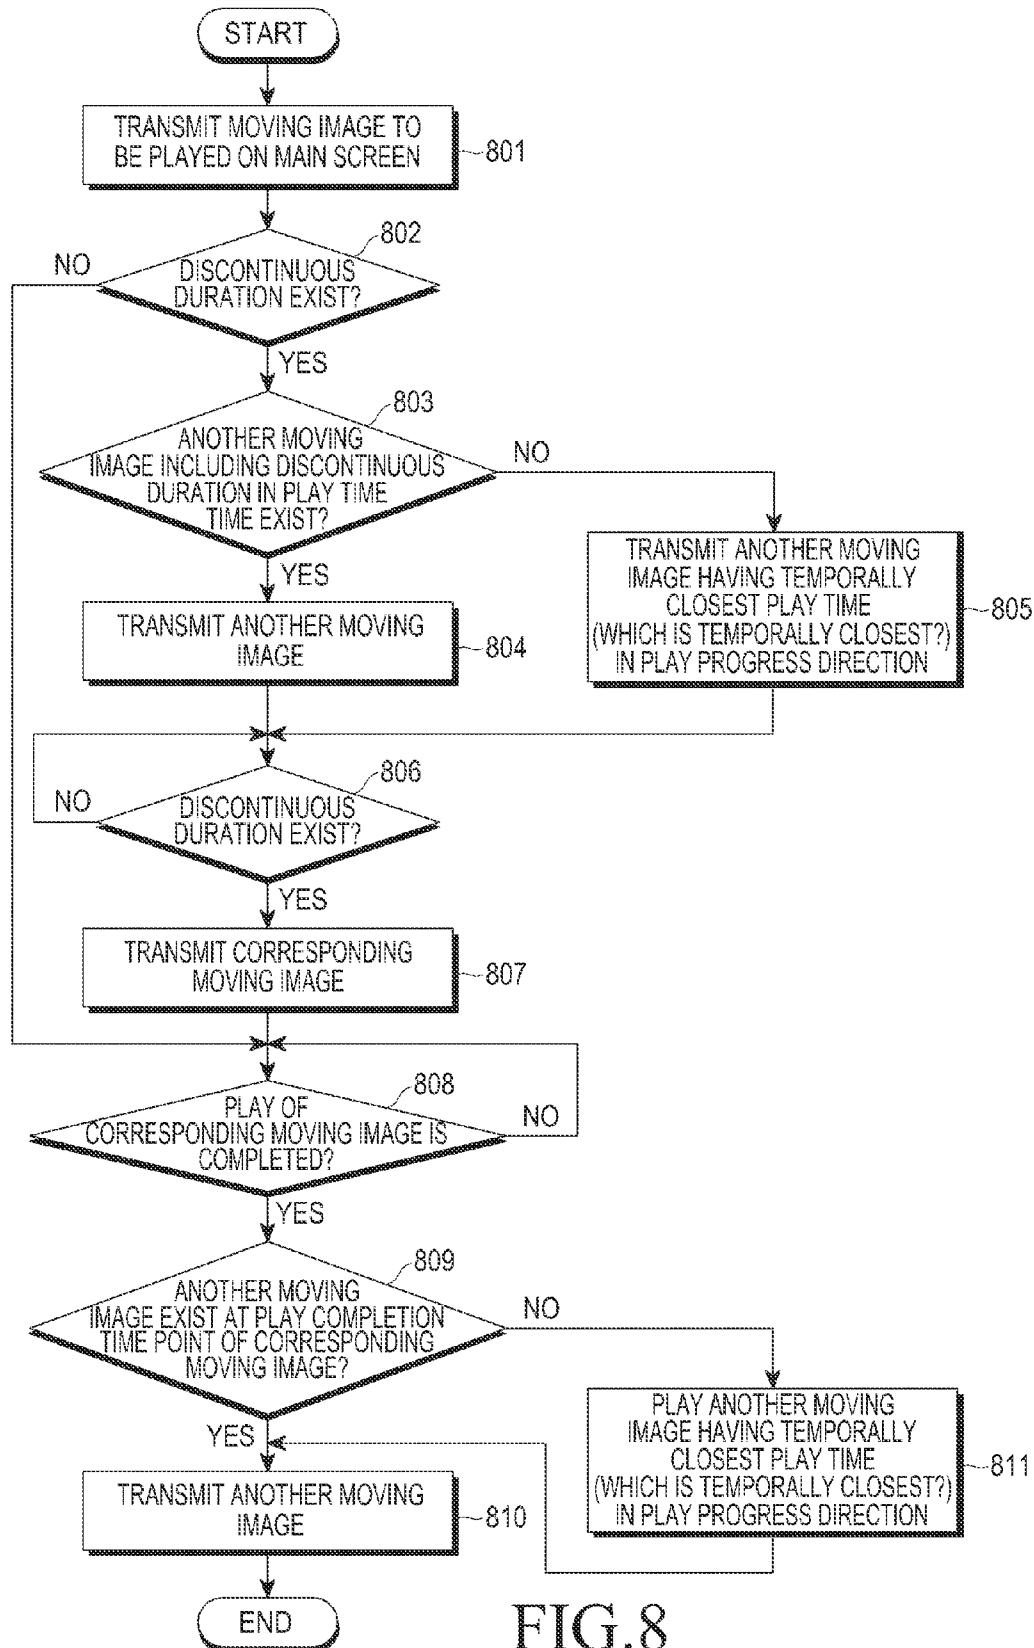 START
TRANSMIT MOVING IMAGE TO
BE PLAYED ON MAIN SCREEN
801
802
NO
DISCONTINUOUS
DURATION EXIST?
YES
803
ANOTHER MOVING
IMAGE INCLUDING DISCONTINUOUS
DURATION IN PLAY TIME
TIME EXIST?
NO
YES
TRANSMIT ANOTHER MOVING
IMAGE HAVING TEMPORALLY
CLOSEST PLAY TIME
(WHICH IS TEMPORALLY CLOSEST?)
IN PLAY PROGRESS DIRECTION
805
TRANSMIT ANOTHER MOVING
IMAGE
804
806
NO
DISCONTINUOUS
DURATION EXIST?
YES
TRANSMIT CORRESPONDING
MOVING IMAGE
807
808
PLAY OF
CORRESPONDING MOVING IMAGE IS
COMPLETED?
NO
YES
809
ANOTHER MOVING
IMAGE EXIST AT PLAY COMPLETION
TIME POINT OF CORRESPONDING
MOVING IMAGE?
NO
YES
PLAY ANOTHER MOVING
IMAGE HAVING TEMPORALLY
CLOSEST PLAY TIME
(WHICH IS TEMPORALLY CLOSEST?)
IN PLAY PROGRESS DIRECTION
811
TRANSMIT ANOTHER MOVING
IMAGE
810
END
FIG.8